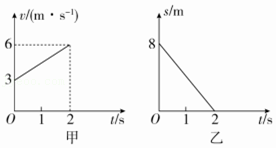 v/(m·s⁻¹)
6
3
O 1 2 t/s
甲
s/m
8
O 1 2 t/s
乙